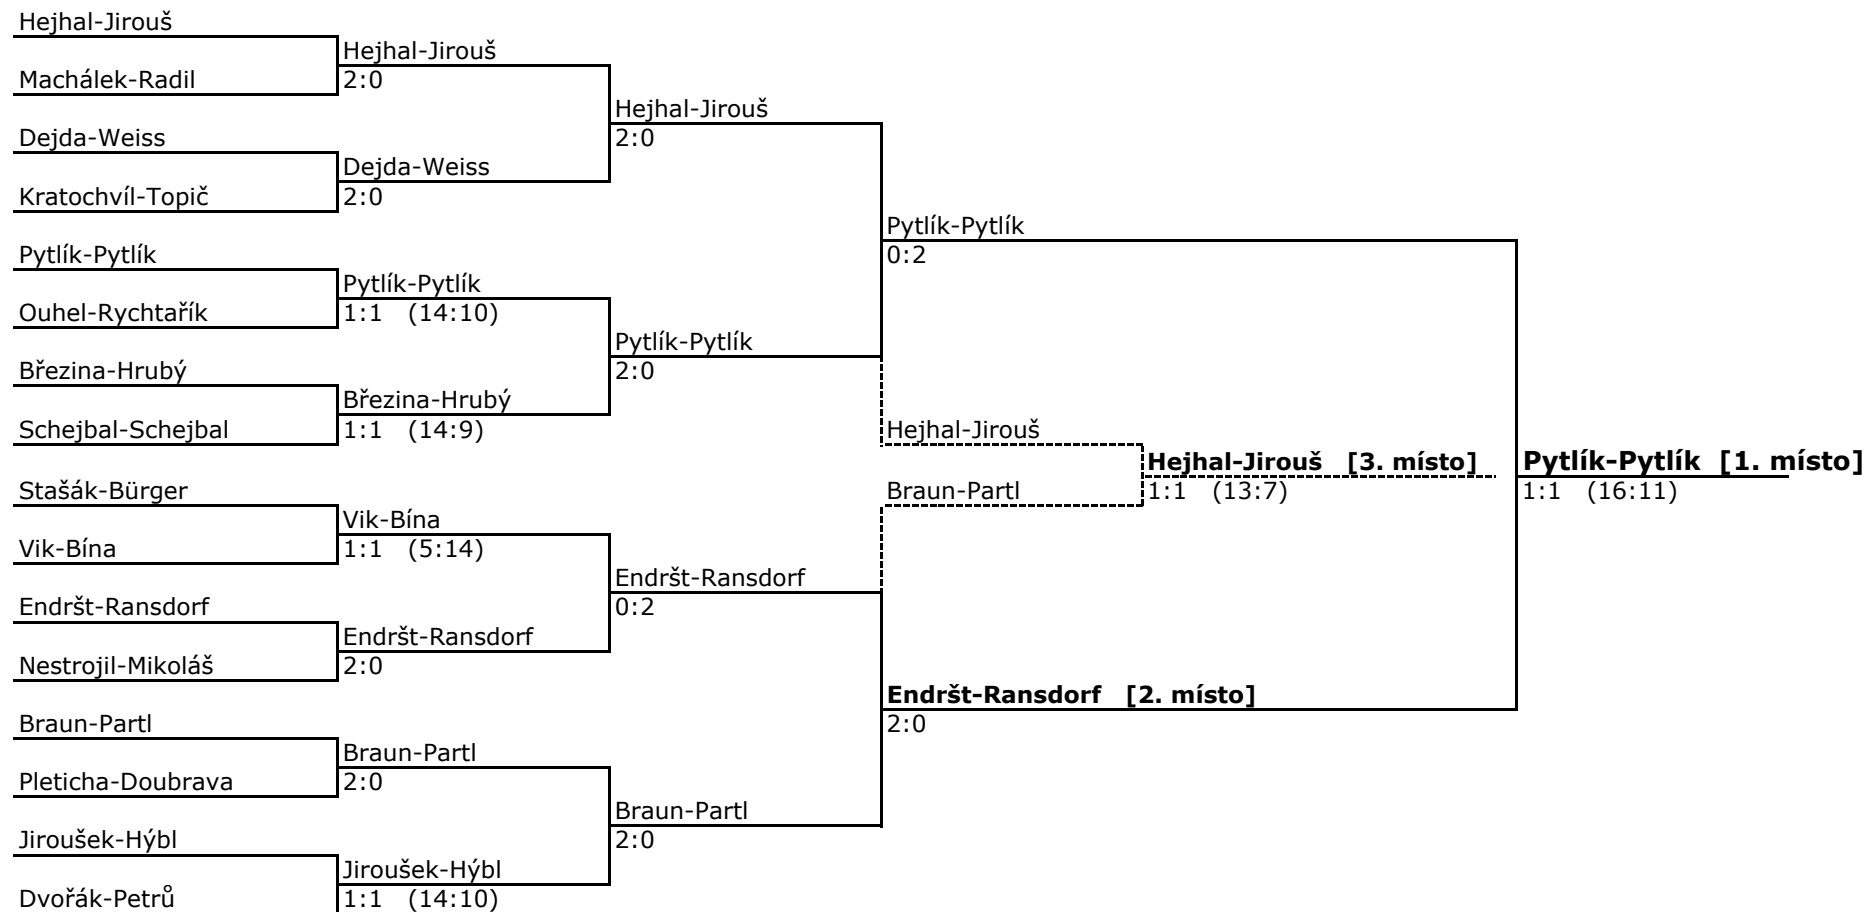 Hejhal-Jirouš
Hejhal-Jirouš
Machálek-Radil
2:0
Hejhal-Jirouš
Dejda-Weiss
2:0
Dejda-Weiss
Kratochvíl-Topič
2:0
Pytlík-Pytlík
Pytlík-Pytlík
0:2
Pytlík-Pytlík
Ouhel-Rychtařík
1:1 (14:10)
Pytlík-Pytlík
Březina-Hrubý
2:0
Březina-Hrubý
Schejbal-Schejbal
1:1 (14:9)
Hejhal-Jirouš
Hejhal-Jirouš [3. místo]
Pytlík-Pytlík [1. místo]
Stašák-Bürger
Braun-Partl
1:1 (13:7)
1:1 (16:11)
Vik-Bína
Vik-Bína
1:1 (5:14)
Endršt-Ransdorf
Endršt-Ransdorf
0:2
Endršt-Ransdorf
Nestrojil-Mikoláš
2:0
Endršt-Ransdorf [2. místo]
Braun-Partl
2:0
Braun-Partl
Pleticha-Doubrava
2:0
Braun-Partl
Jiroušek-Hýbl
2:0
Jiroušek-Hýbl
Dvořák-Petrů
1:1 (14:10)